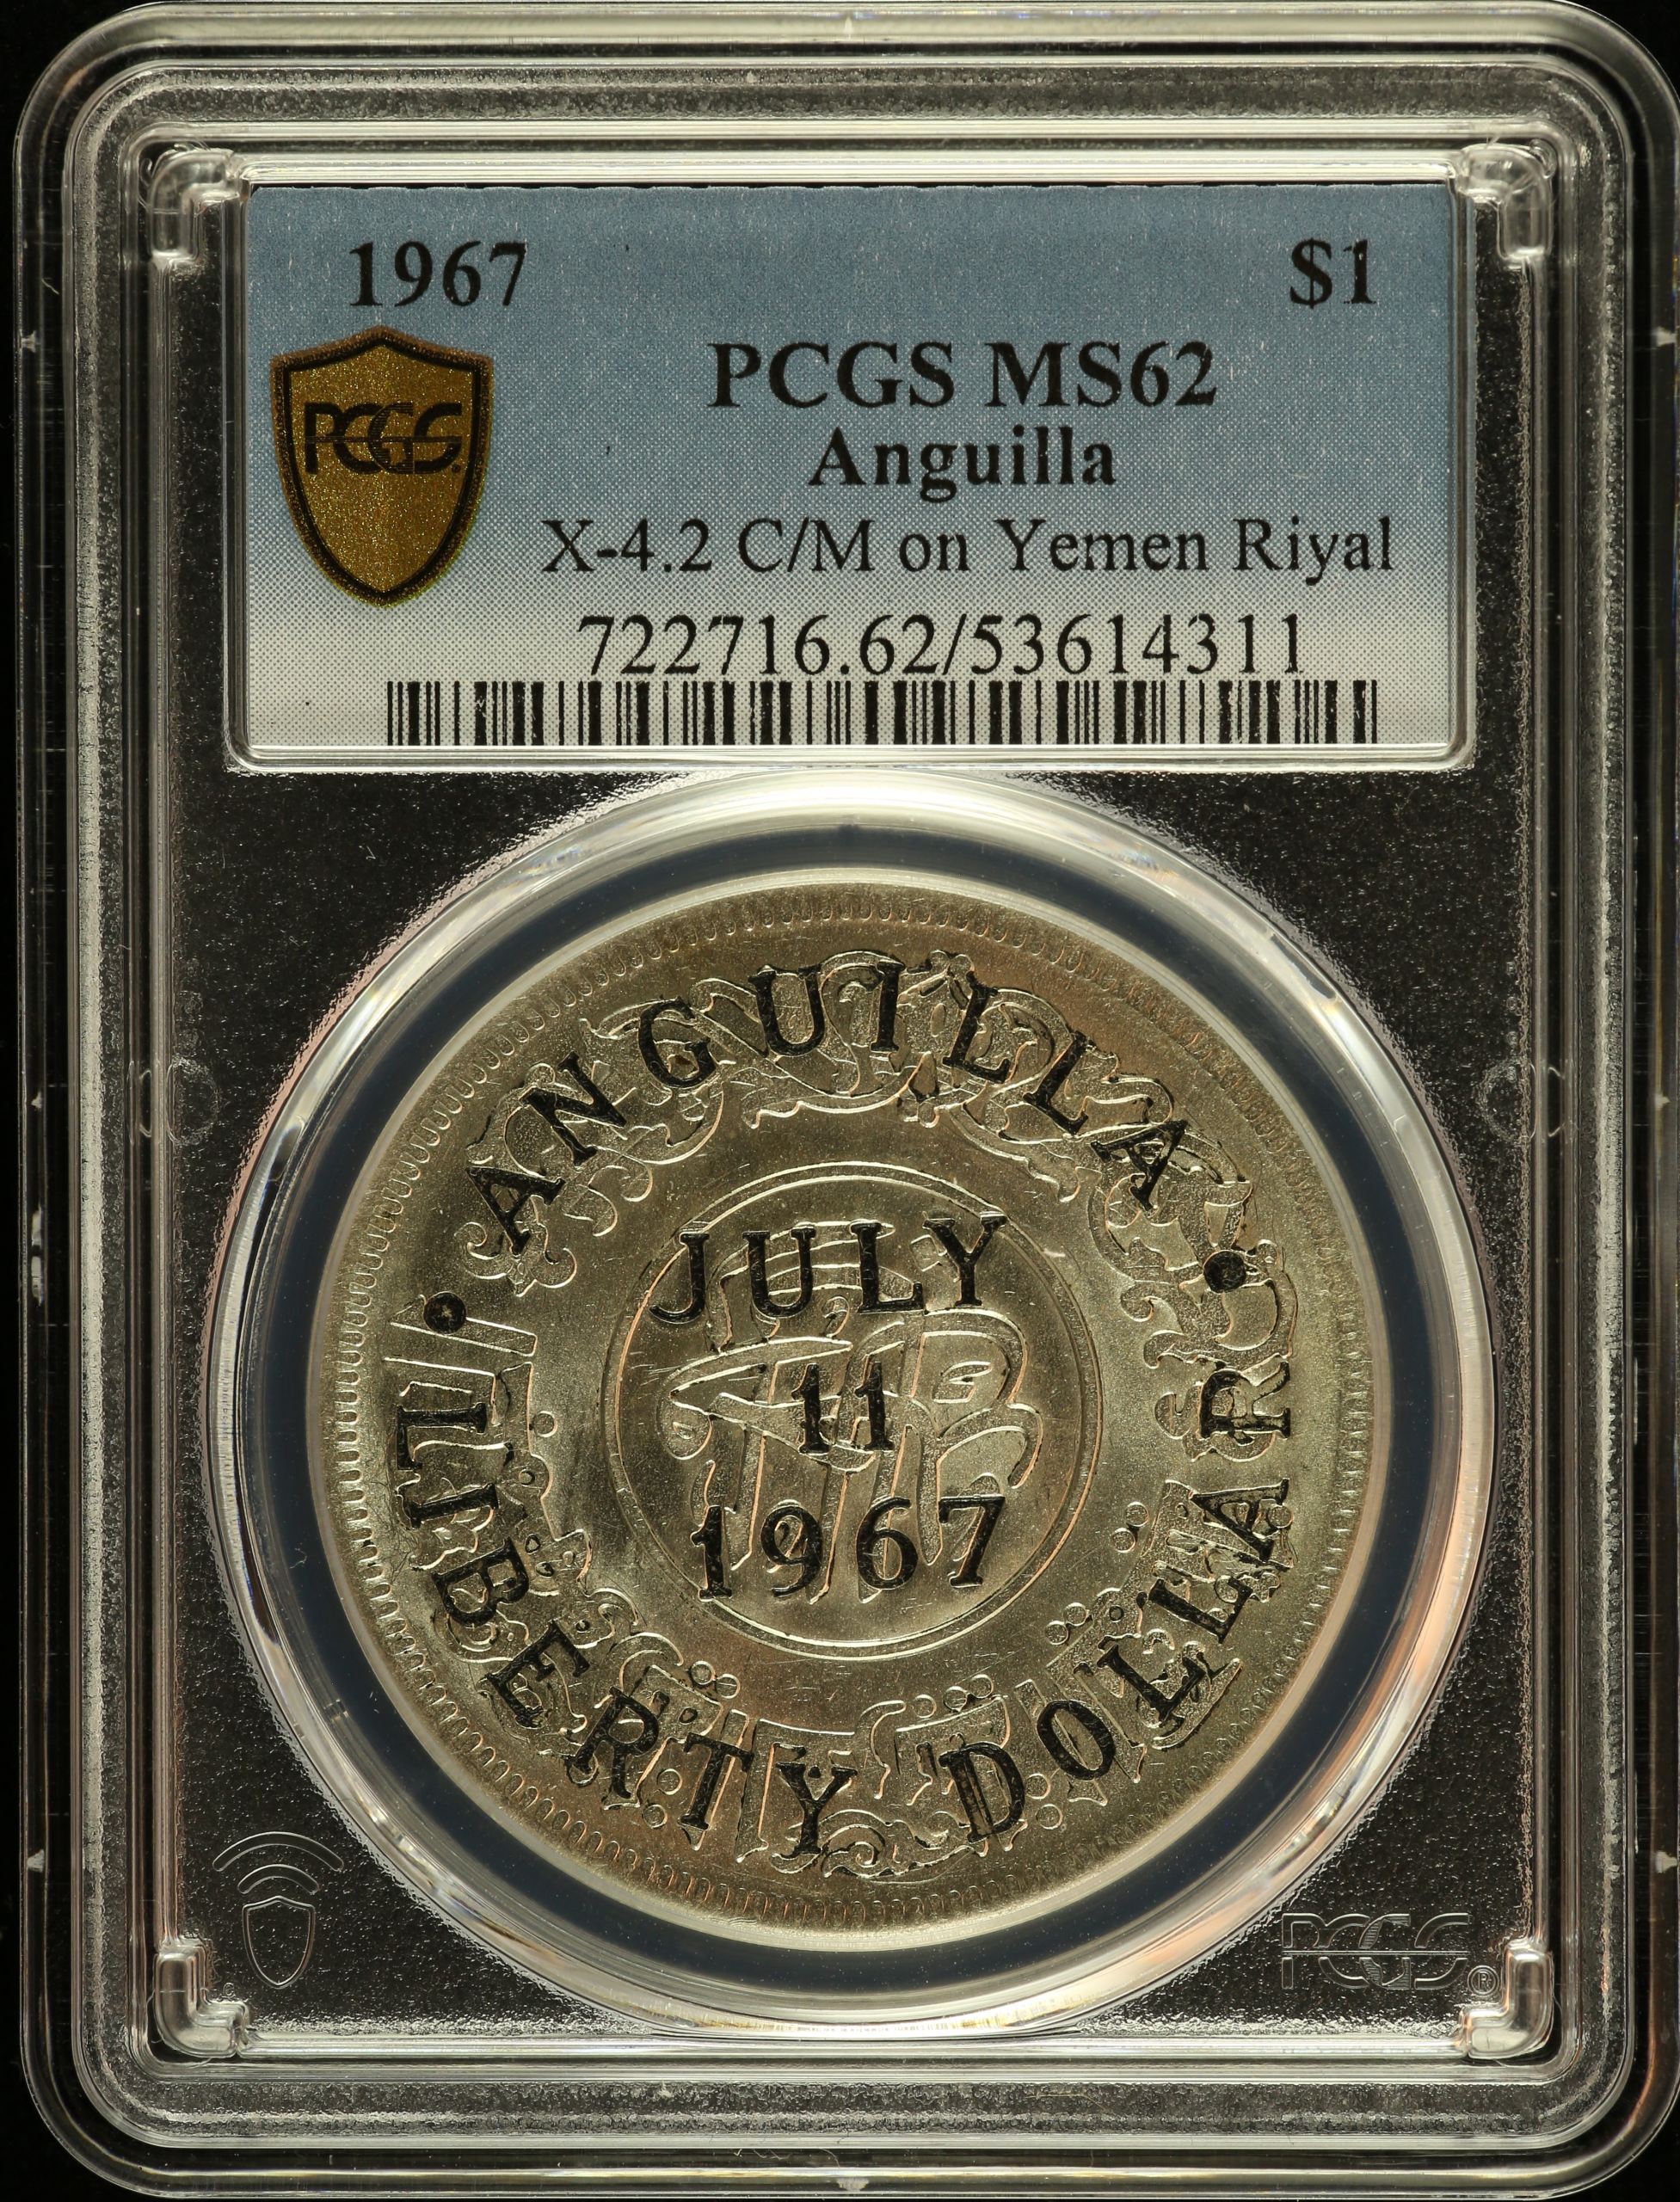 1967 $1
PCGS
PCGS MS62
Anguilla
X-4.2 C/M on Yemen Riyal
722716.62/53614311
• ANGUILLA •
LIBERTY DOLLAR
JULY
11
1967
PCGS®